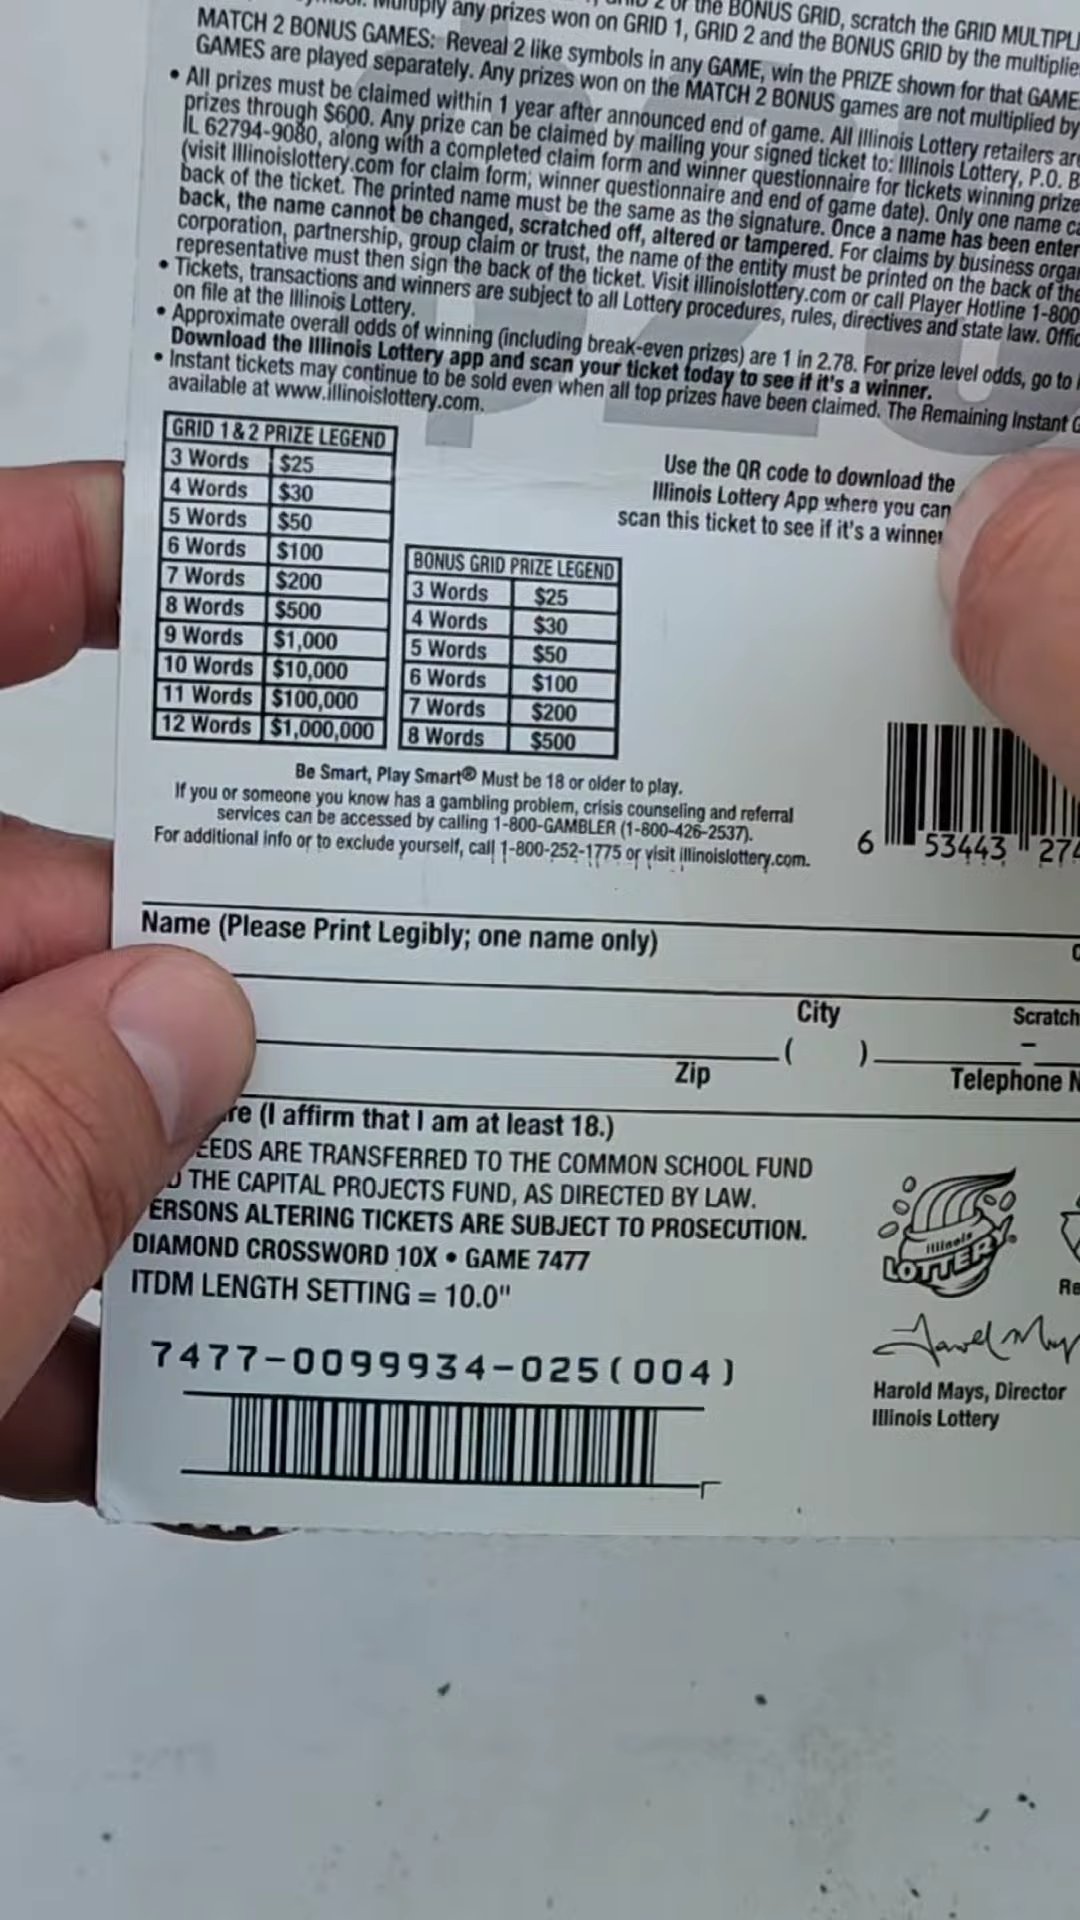 Multiply any prizes won on GRID 1, GRID 2 and the BONUS GRID by the multiplie
2 or the BONUS GRID, scratch the GRID MULTIPLI
MATCH 2 BONUS GAMES: Reveal 2 like symbols in any GAME, win the PRIZE shown for that GAME
GAMES are played separately. Any prizes won on the MATCH 2 BONUS games are not multiplied by
• All prizes must be claimed within 1 year after announced end of game. All Illinois Lottery retailers are
prizes through $600. Any prize can be claimed by mailing your signed ticket to: Illinois Lottery, P.O. B
IL 62794-9080, along with a completed claim form and winner questionnaire for tickets winning prize
(visit Illinoislottery.com for claim form; winner questionnaire and end of game date). Only one name ca
back of the ticket. The printed name must be the same as the signature. Once a name has been enter
back, the name cannot be changed, scratched off, altered or tampered. For claims by business organ
corporation, partnership, group claim or trust, the name of the entity must be printed on the back of the
representative must then sign the back of the ticket. Visit illinoislottery.com or call Player Hotline 1-800
• Tickets, transactions and winners are subject to all Lottery procedures, rules, directives and state law. Offic
on file at the Illinois Lottery.
• Approximate overall odds of winning (including break-even prizes) are 1 in 2.78. For prize level odds, go to
Download the Illinois Lottery app and scan your ticket today to see if it's a winner.
• Instant tickets may continue to be sold even when all top prizes have been claimed. The Remaining Instant G
available at www.illinoislottery.com.
GRID 1 & 2 PRIZE LEGEND
3 Words $25
4 Words $30
5 Words $50
6 Words $100
7 Words $200
8 Words $500
9 Words $1,000
10 Words $10,000
11 Words $100,000
12 Words $1,000,000
BONUS GRID PRIZE LEGEND
3 Words $25
4 Words $30
5 Words $50
6 Words $100
7 Words $200
8 Words $500
Use the QR code to download the
Illinois Lottery App where you can
scan this ticket to see if it's a winner
Be Smart, Play Smart® Must be 18 or older to play.
If you or someone you know has a gambling problem, crisis counseling and referral
services can be accessed by calling 1-800-GAMBLER (1-800-426-2537).
For additional info or to exclude yourself, call 1-800-252-1775 or visit illinoislottery.com.
6 53443 274
Name (Please Print Legibly; one name only)
City
Scratch
( ) –
Zip
Telephone N
re (I affirm that I am at least 18.)
EEDS ARE TRANSFERRED TO THE COMMON SCHOOL FUND
D THE CAPITAL PROJECTS FUND, AS DIRECTED BY LAW.
ERSONS ALTERING TICKETS ARE SUBJECT TO PROSECUTION.
DIAMOND CROSSWORD 10X • GAME 7477
ITDM LENGTH SETTING = 10.0"
Illinois
LOTTERY
Re
7477-0099934-025(004)
Harold Mays, Director
Illinois Lottery